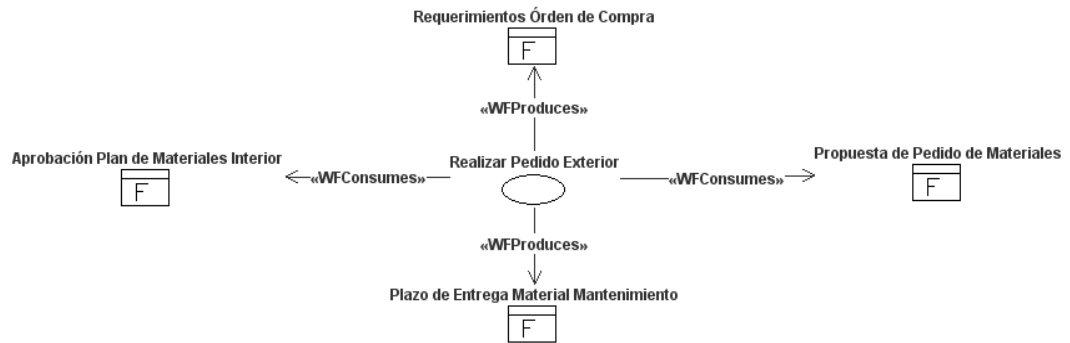 Requerimientos Órden de Compra
F
«WFProduces»
Aprobación Plan de Materiales Interior
F
«WFConsumes»
Realizar Pedido Exterior
«WFConsumes»
Propuesta de Pedido de Materiales
F
«WFProduces»
Plazo de Entrega Material Mantenimiento
F